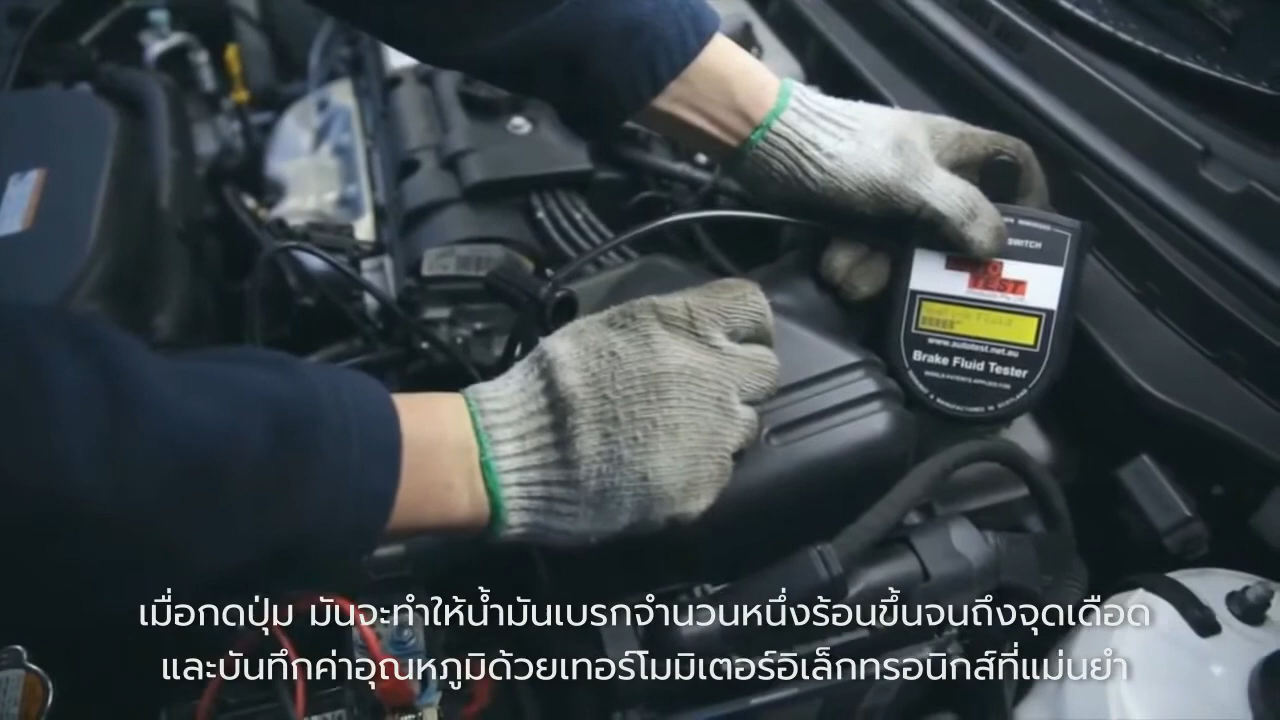 SWITCH
TEST
www.autotest.net.au
Brake Fluid Tester
เมื่อกดปุ่ม มันจะทำให้น้ำมันเบรกจำนวนหนึ่งร้อนขึ้นจนถึงจุดเดือด
และบันทึกค่าอุณหภูมิด้วยเทอร์โมมิเตอร์อิเล็กทรอนิกส์ที่แม่นยำ